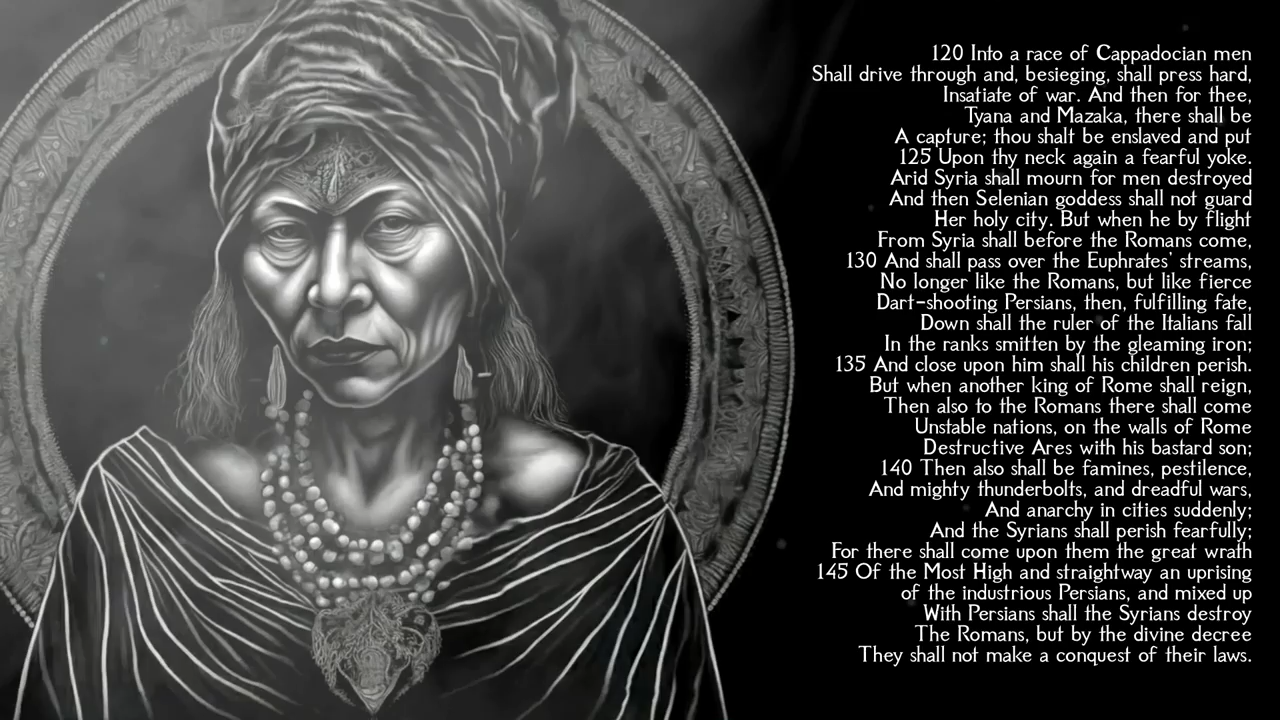 120 Into a race of Cappadocian men
Shall drive through and, besieging, shall press hard,
Insatiate of war. And then for thee,
Tyana and Mazaka, there shall be
A capture; thou shalt be enslaved and put
125 Upon thy neck again a fearful yoke.
Arid Syria shall mourn for men destroyed
And then Selenian goddess shall not guard
Her holy city. But when he by flight
From Syria shall before the Romans come,
130 And shall pass over the Euphrates' streams,
No longer like the Romans, but like fierce
Dart-shooting Persians, then, fulfilling fate,
Down shall the ruler of the Italians fall
In the ranks smitten by the gleaming iron;
135 And close upon him shall his children perish.
But when another king of Rome shall reign,
Then also to the Romans there shall come
Unstable nations, on the walls of Rome
Destructive Ares with his bastard son;
140 Then also shall be famines, pestilence,
And mighty thunderbolts, and dreadful wars,
And anarchy in cities suddenly;
And the Syrians shall perish fearfully;
For there shall come upon them the great wrath
145 Of the Most High and straightway an uprising
of the industrious Persians, and mixed up
With Persians shall the Syrians destroy
The Romans, but by the divine decree
They shall not make a conquest of their laws.